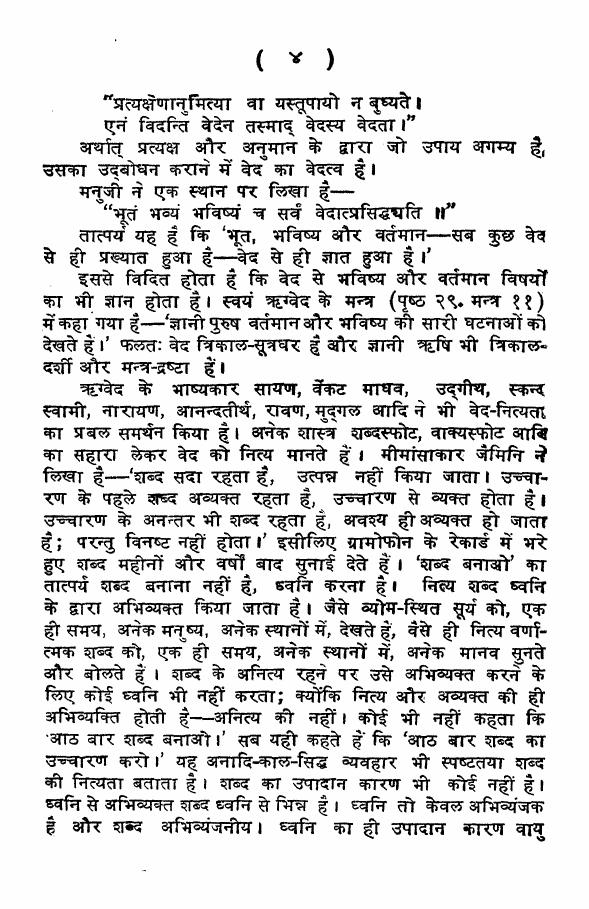 ( ४ )
“प्रत्यक्षेणानुमित्या वा यस्तूपायो न बुध्यते।
एनं विदन्ति वेदेन तस्माद् वेदस्य वेदता।”
अर्थात् प्रत्यक्ष और अनुमान के द्वारा जो उपाय अगम्य है,
उसका उद्बोधन कराने में वेद का वेदत्व है।
मनुजी ने एक स्थान पर लिखा है—
“भूतं भव्यं भविष्यं च सर्वं वेदात्प्रसिद्धयति॥”
तात्पर्य यह है कि ‘भूत, भविष्य और वर्तमान—सब कुछ वेद
से ही प्रख्यात हुआ है—वेद से ही ज्ञात हुआ है।’
इससे विदित होता है कि वेद से भविष्य और वर्तमान विषयों
का भी ज्ञान होता है। स्वयं ऋग्वेद के मन्त्र (पृष्ठ २९. मन्त्र ११)
में कहा गया है—‘ज्ञानी पुरुष वर्तमान और भविष्य की सारी घटनाओं को
देखते हैं।’ फलतः वेद त्रिकाल-सूत्रधर हैं और ज्ञानी ऋषि भी त्रिकाल-
दर्शी और मन्त्र-द्रष्टा हैं।
ऋग्वेद के भाष्यकार सायण, वेंकट माधव, उद्गीथ, स्कन्द
स्वामी, नारायण, आनन्दतीर्थ, रावण, मुद्गल आदि ने भी वेद-नित्यता
का प्रबल समर्थन किया है। अनेक शास्त्र शब्दस्फोट, वाक्यस्फोट आदि
का सहारा लेकर वेद को नित्य मानते हैं। मीमांसाकार जैमिनि ने
लिखा है—‘शब्द सदा रहता है, उत्पन्न नहीं किया जाता। उच्चा-
रण के पहले शब्द अव्यक्त रहता है, उच्चारण से व्यक्त होता है।
उच्चारण के अनन्तर भी शब्द रहता है, अवश्य ही अव्यक्त हो जाता
है; परन्तु विनष्ट नहीं होता।’ इसीलिए ग्रामोफोन के रेकार्ड में भरे
हुए शब्द महीनों और वर्षों बाद सुनाई देते हैं। ‘शब्द बनाओ’ का
तात्पर्य शब्द बनाना नहीं है, ध्वनि करना है। नित्य शब्द ध्वनि
के द्वारा अभिव्यक्त किया जाता है। जैसे व्योम-स्थित सूर्य को, एक
ही समय, अनेक मनुष्य, अनेक स्थानों में, देखते हैं, वैसे ही नित्य वर्णा-
त्मक शब्द को, एक ही समय, अनेक स्थानों में, अनेक मानव सुनते
और बोलते हैं। शब्द के अनित्य रहने पर उसे अभिव्यक्त करने के
लिए कोई ध्वनि भी नहीं करता; क्योंकि नित्य और अव्यक्त की ही
अभिव्यक्ति होती है—अनित्य की नहीं। कोई भी नहीं कहता कि
‘आठ बार शब्द बनाओ।’ सब यही कहते हैं कि ‘आठ बार शब्द का
उच्चारण करो।’ यह अनादि-काल-सिद्ध व्यवहार भी स्पष्टतया शब्द
की नित्यता बताता है। शब्द का उपादान कारण भी कोई नहीं है।
ध्वनि से अभिव्यक्त शब्द ध्वनि से भिन्न है। ध्वनि तो केवल अभिव्यंजक
है और शब्द अभिव्यंजनीय। ध्वनि का ही उपादान कारण वायु